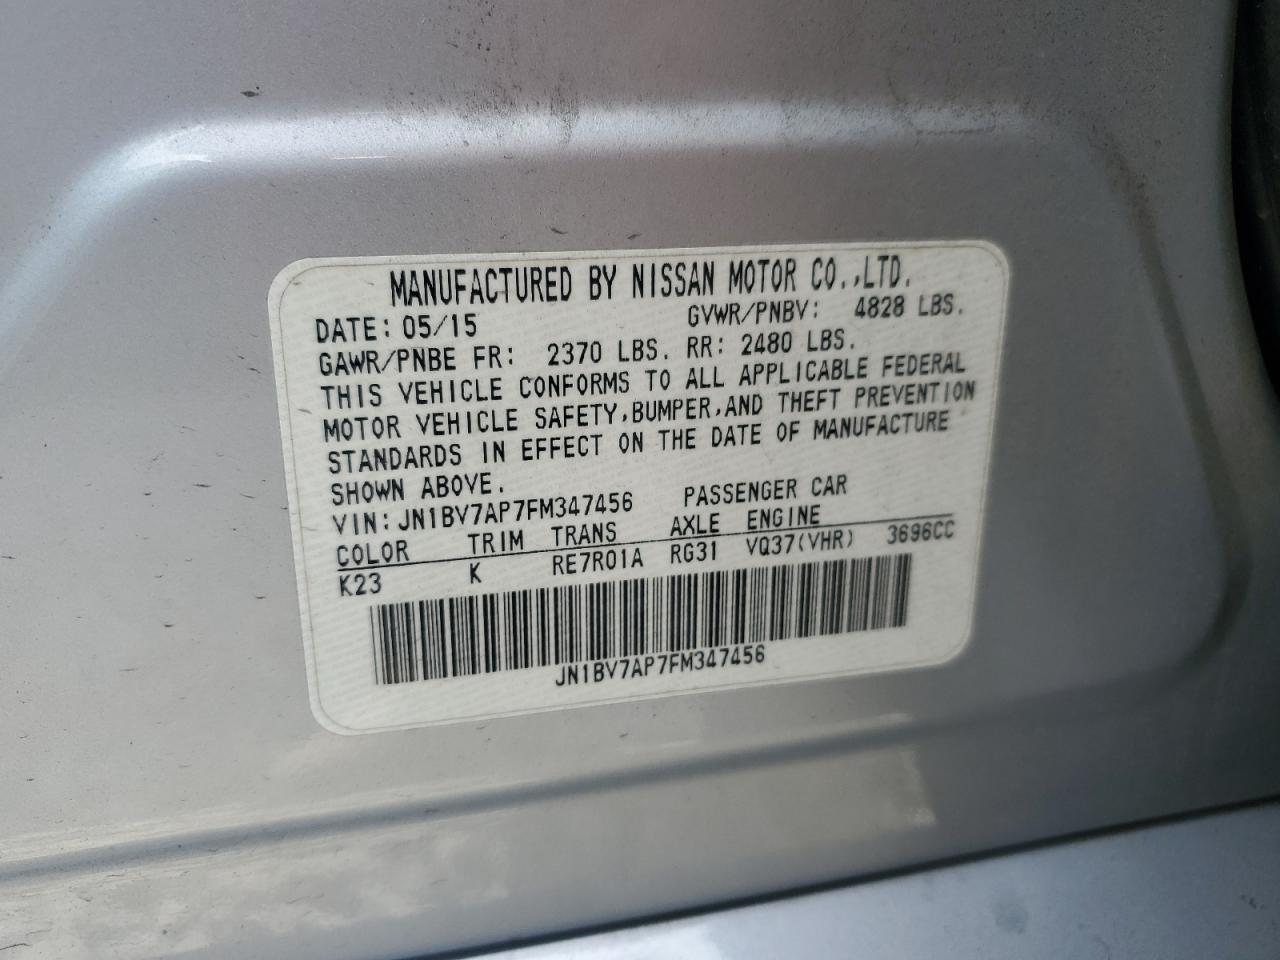 MANUFACTURED BY NISSAN MOTOR CO.,LTD.
DATE: 05/15 GVWR/PNBV: 4828 LBS.
GAWR/PNBE FR: 2370 LBS. RR: 2480 LBS.
THIS VEHICLE CONFORMS TO ALL APPLICABLE FEDERAL
MOTOR VEHICLE SAFETY,BUMPER,AND THEFT PREVENTION
STANDARDS IN EFFECT ON THE DATE OF MANUFACTURE
SHOWN ABOVE.
VIN: JN1BV7AP7FM347456 PASSENGER CAR
COLOR TRIM TRANS AXLE ENGINE
K23 K RE7R01A RG31 VQ37(VHR) 3696CC
JN1BV7AP7FM347456